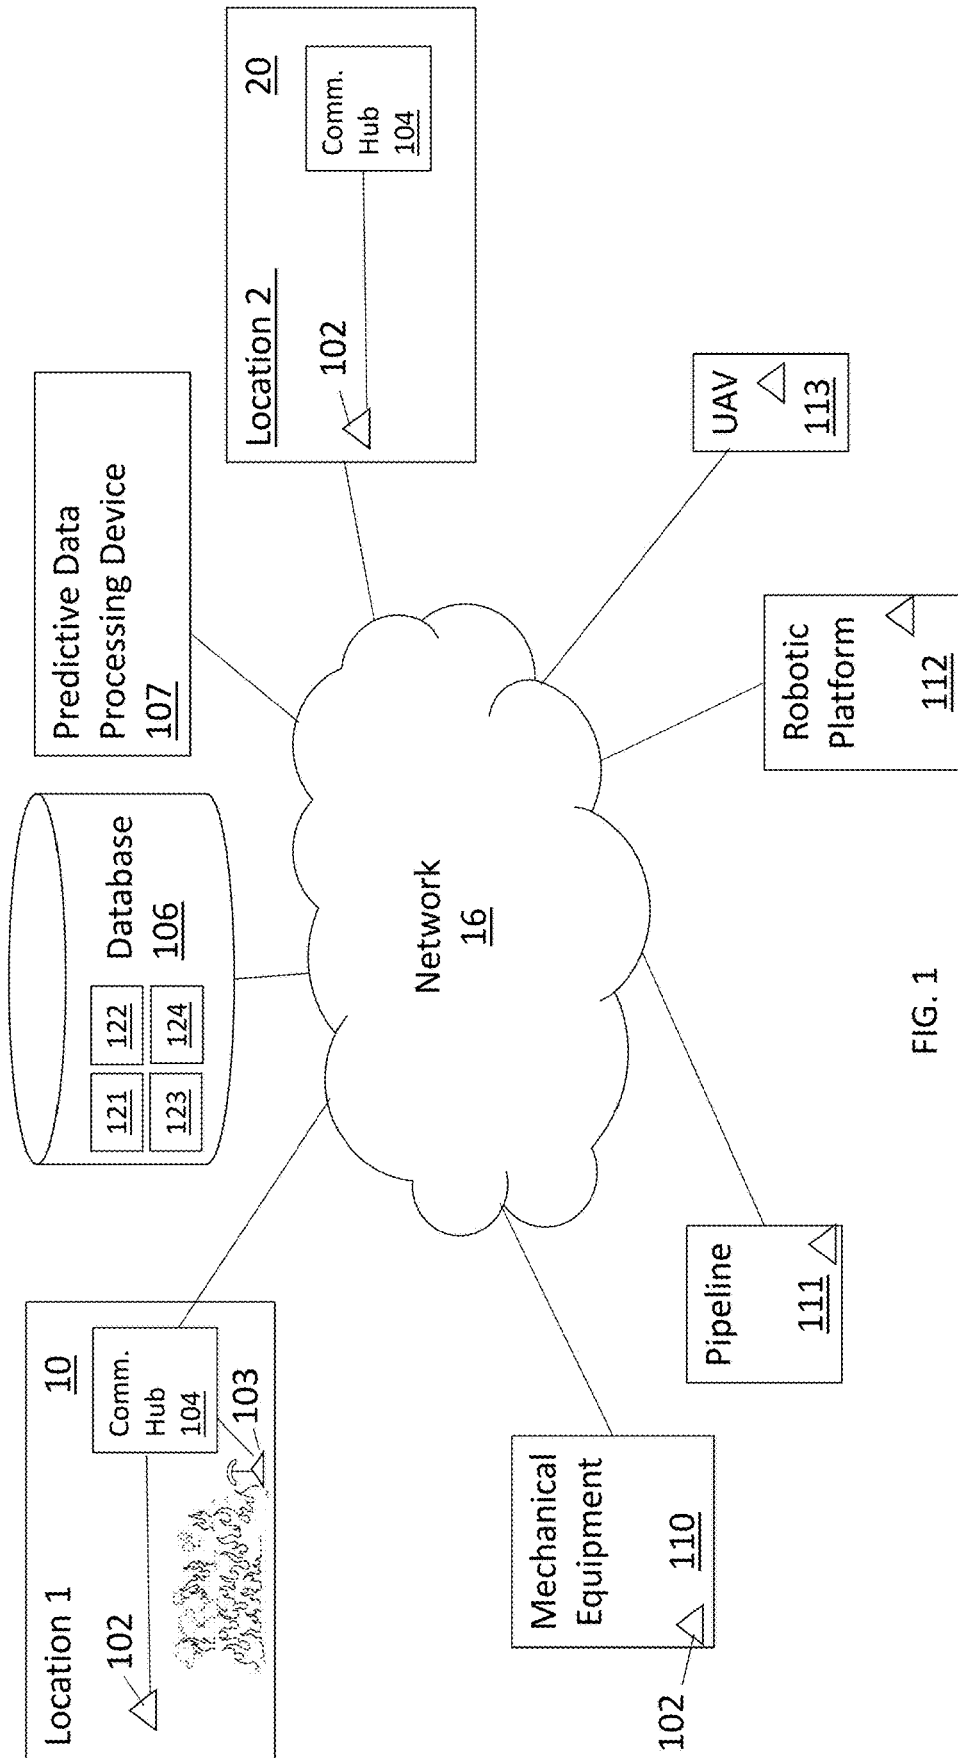 Location 1
10
102
Comm.
Hub
104
103
121
122
123
124
Database
106
Predictive Data
Processing Device
107
Location 2
20
102
Comm.
Hub
104
Network
16
Mechanical
Equipment
110
102
Pipeline
111
Robotic
Platform
112
UAV
113
FIG. 1